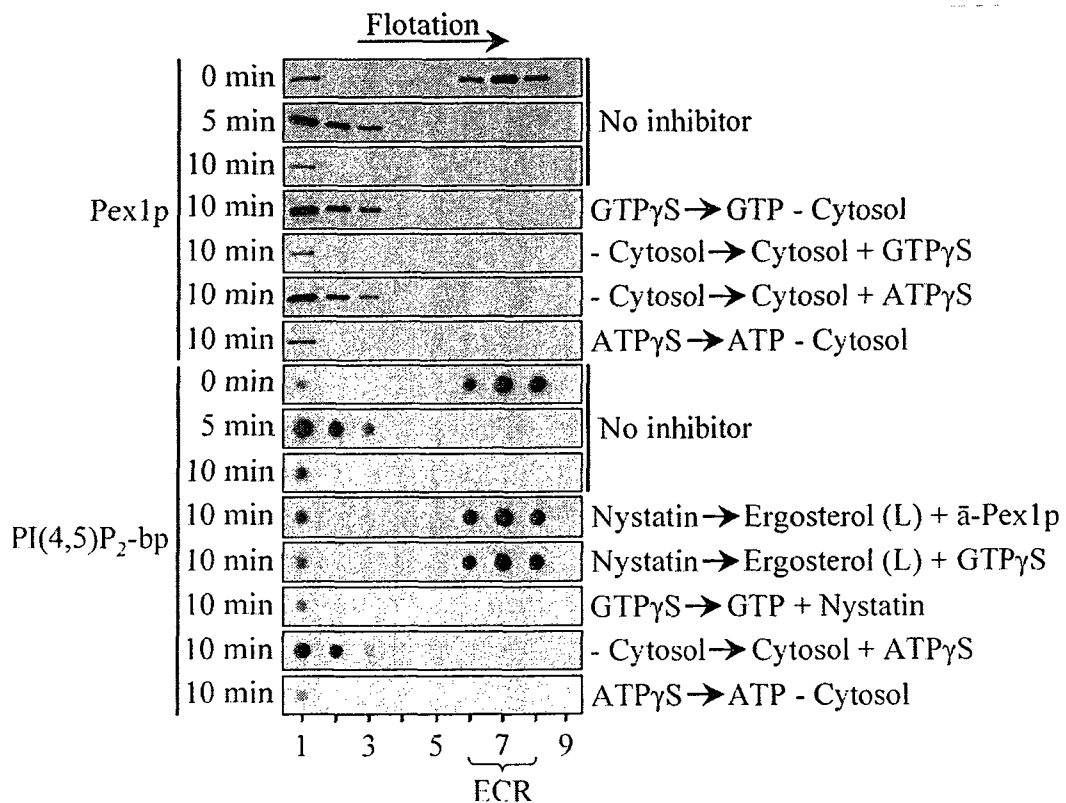 Flotation
Pex1p
0 min
5 min
No inhibitor
10 min
10 min GTPγS→GTP - Cytosol
10 min - Cytosol→Cytosol + GTPγS
10 min - Cytosol→Cytosol + ATPγS
10 min ATPγS→ATP - Cytosol
PI(4,5)P₂-bp
0 min
5 min
No inhibitor
10 min
10 min Nystatin→Ergosterol (L) + ā-Pex1p
10 min Nystatin→Ergosterol (L) + GTPγS
10 min GTPγS→GTP + Nystatin
10 min - Cytosol→Cytosol + ATPγS
10 min ATPγS→ATP - Cytosol
1 3 5 7 9
ECR